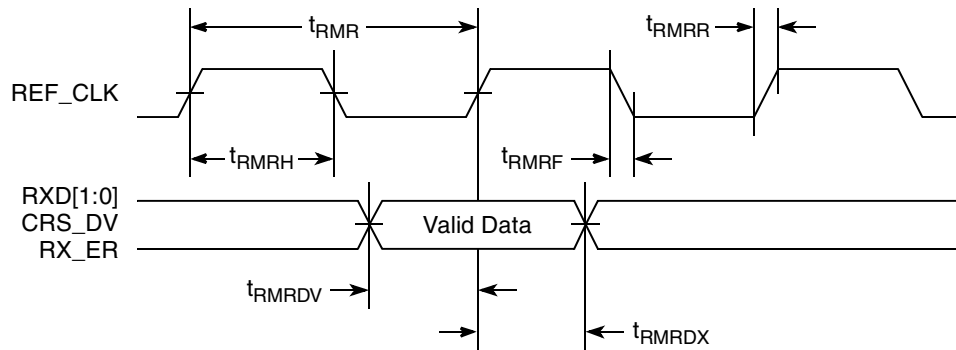 tRMR
tRMRR
REF_CLK
tRMRH
tRMRF
RXD[1:0]
CRS_DV
RX_ER
Valid Data
tRMRDV
tRMRDX